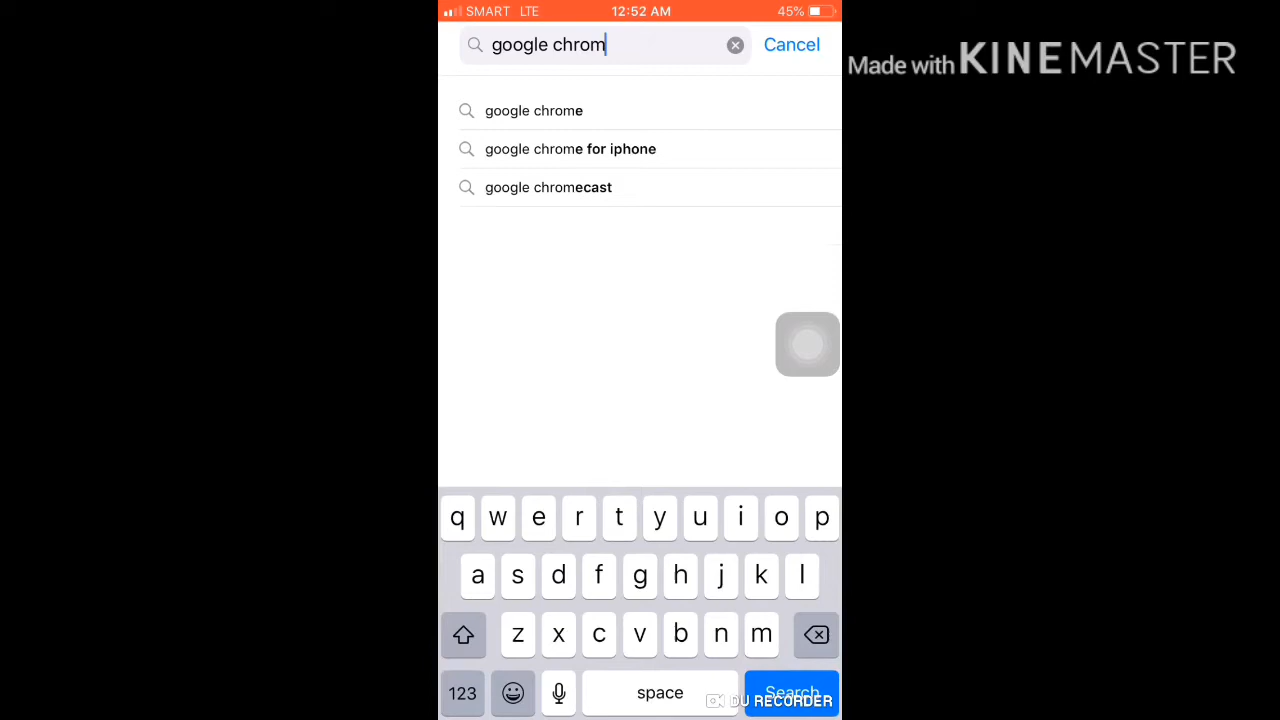 SMART LTE 12:52 AM 45%
google chrom Cancel
Made with KINEMASTER
google chrome
google chrome for iphone
google chromecast
q w e r t y u i o p
a s d f g h j k l
z x c v b n m
123 space Search
DU RECORDER